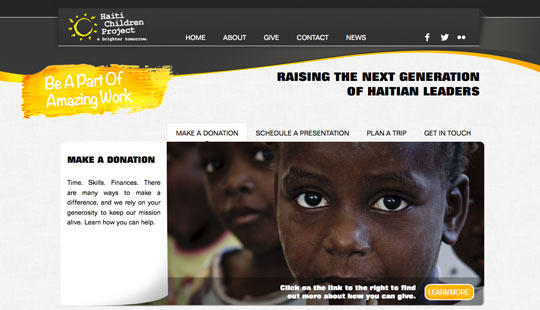 Haiti
Children
Project
a brighter tomorrow.
HOME ABOUT GIVE CONTACT NEWS
Be A Part Of
Amazing Work
RAISING THE NEXT GENERATION
OF HAITIAN LEADERS
MAKE A DONATION SCHEDULE A PRESENTATION PLAN A TRIP GET IN TOUCH
MAKE A DONATION
Time. Skills. Finances. There
are many ways to make a
difference, and we rely on your
generosity to keep our mission
alive. Learn how you can help.
Click on the link to the right to find
out more about how you can give.
LEARN MORE